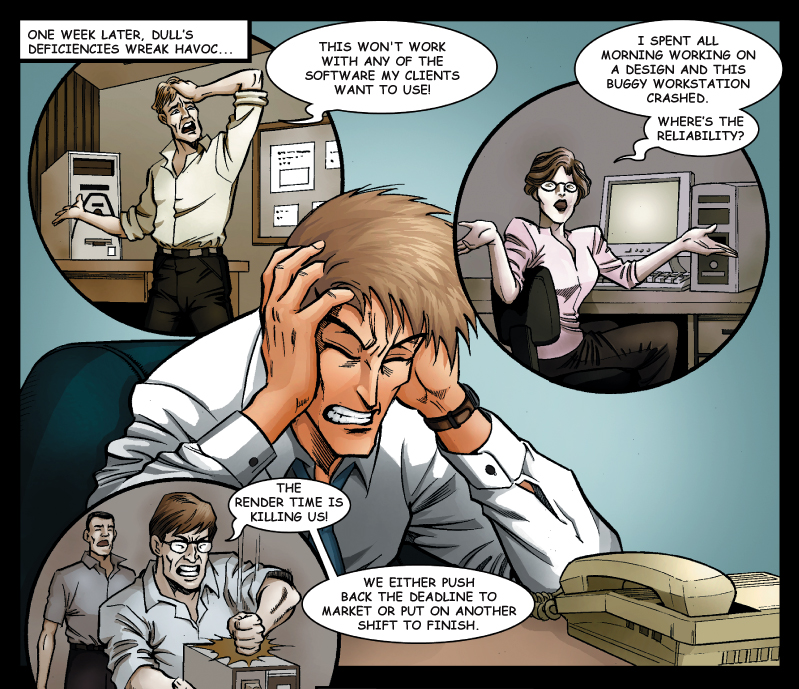 ONE WEEK LATER, DULL'S
DEFICIENCIES WREAK HAVOC...
THIS WON'T WORK
WITH ANY OF THE
SOFTWARE MY CLIENTS
WANT TO USE!
I SPENT ALL
MORNING WORKING ON
A DESIGN AND THIS
BUGGY WORKSTATION
CRASHED.
WHERE'S THE
RELIABILITY?
THE
RENDER TIME IS
KILLING US!
WE EITHER PUSH
BACK THE DEADLINE TO
MARKET OR PUT ON ANOTHER
SHIFT TO FINISH.